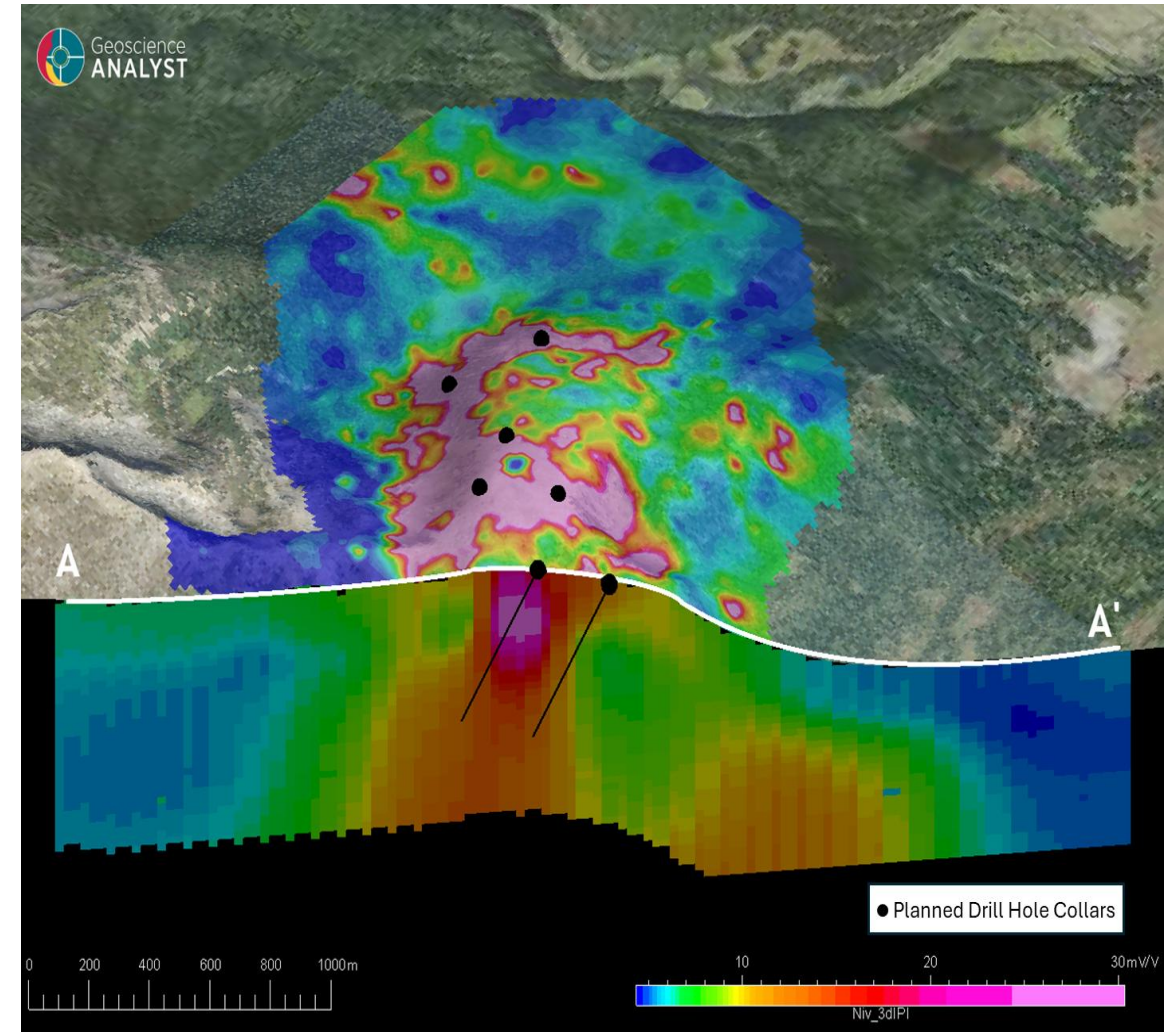 Geoscience
ANALYST
A
A'
Planned Drill Hole Collars
0 200 400 600 800 1000m
10 20 30mV/V
Niv_3dIPI